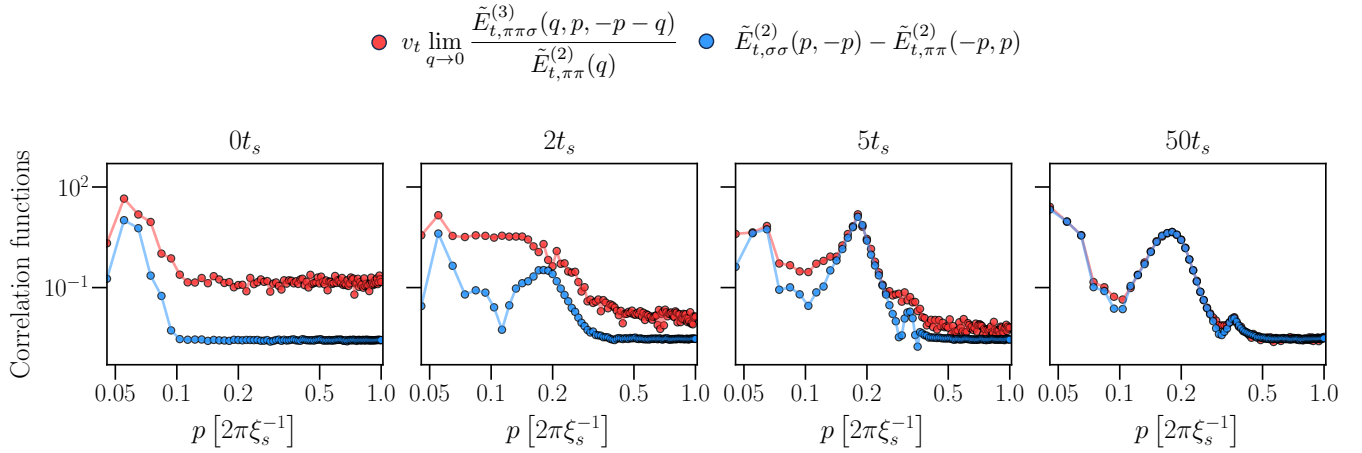 v_t lim_{q→0} Ẽ^{(3)}_{t,ππσ}(q, p, −p − q) / Ẽ^{(2)}_{t,ππ}(q)
Ẽ^{(2)}_{t,σσ}(p, −p) − Ẽ^{(2)}_{t,ππ}(−p, p)
0t_s
2t_s
5t_s
50t_s
Correlation functions
10^2
10^{−1}
0.05 0.1 0.2 0.5 1.0
0.05 0.1 0.2 0.5 1.0
0.05 0.1 0.2 0.5 1.0
0.05 0.1 0.2 0.5 1.0
p [2πξ_s^{−1}]
p [2πξ_s^{−1}]
p [2πξ_s^{−1}]
p [2πξ_s^{−1}]